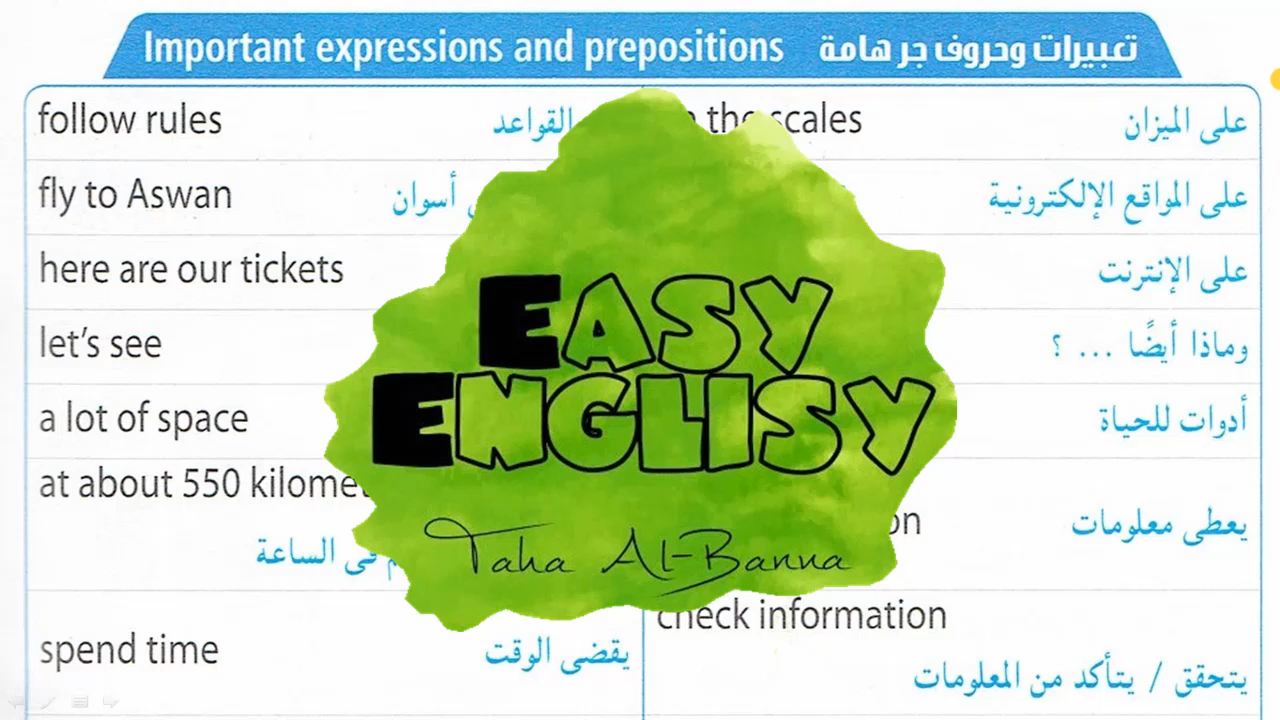 Important expressions and prepositions تعبيرات وحروف جر هامة
follow rules القواعد
the scales على الميزان
fly to Aswan أسوان
على المواقع الإلكترونية
here are our tickets
على الإنترنت
let's see
وماذا أيضًا ... ؟
a lot of space
أدوات للحياة
at about 550
فى الساعة
يعطى معلومات
spend time يقضى الوقت
check information
يتحقق / يتأكد من المعلومات
EASY
ENGLISY
Taha Al-Banna